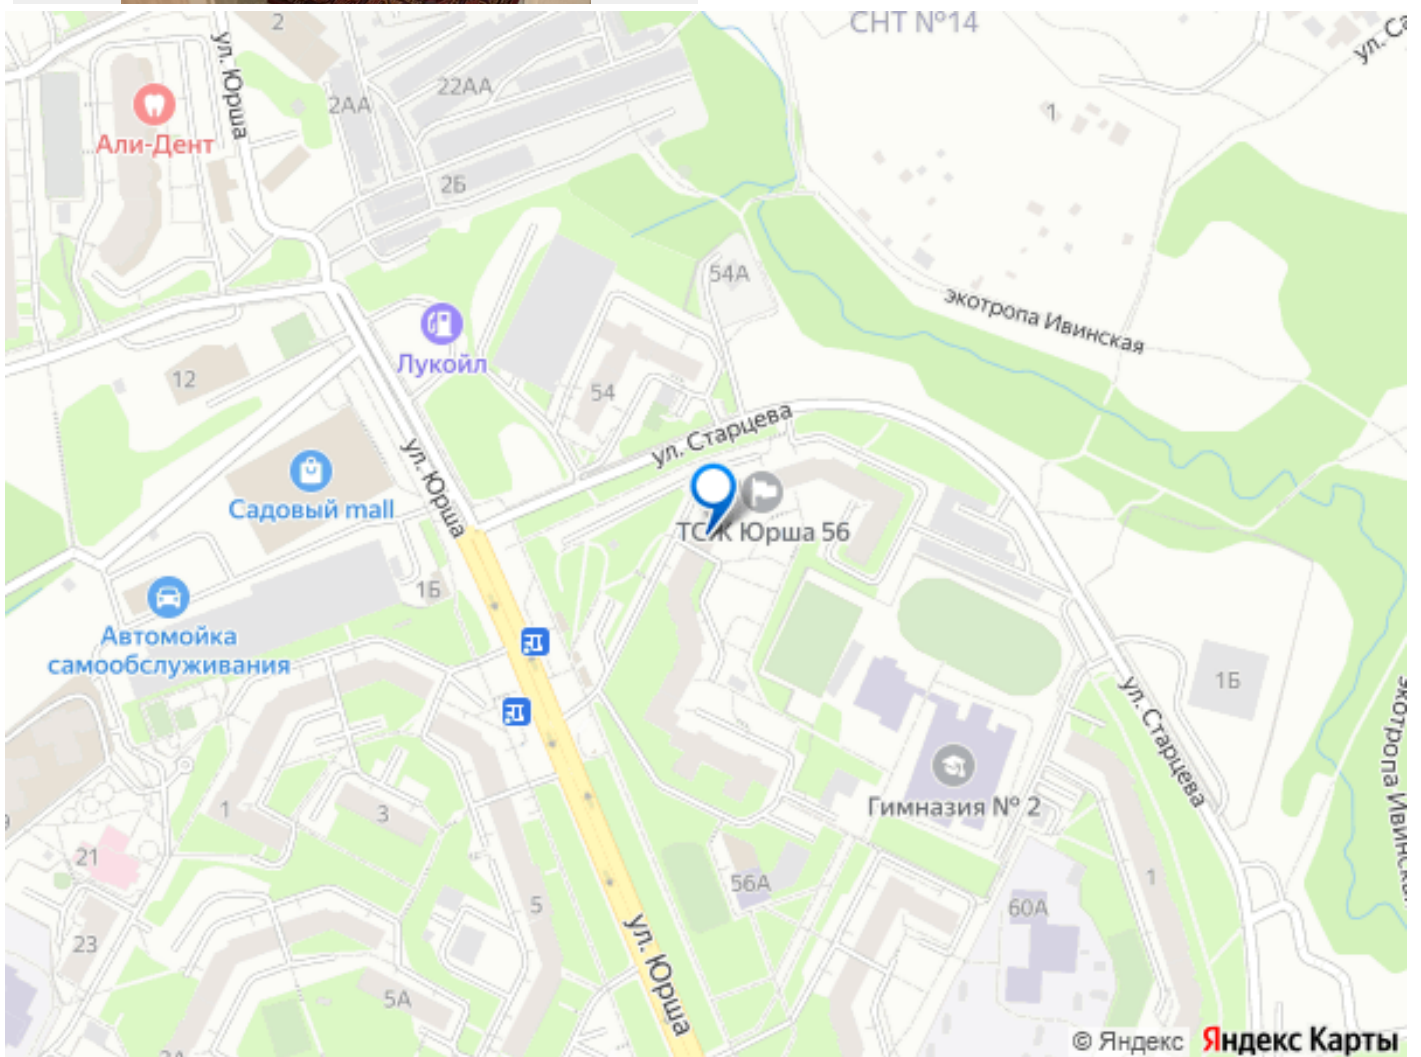 СНТ №14
2
ул. Са
ул. Юрша
22АА
2АА
1
Али-Дент
2Б
54А
экотропа Ивинская
Лукойл
12
54
ул. Старцева
ул. Юрша
Садовый mall
ТСЖ Юрша 56
1Б
Автомойка
самообслуживания
1Б
ул. Старцева
экотропа Ивинская
Гимназия № 2
1
3
21
56А
1
5
60А
23
ул. Юрша
5А
© Яндекс Яндекс Карты